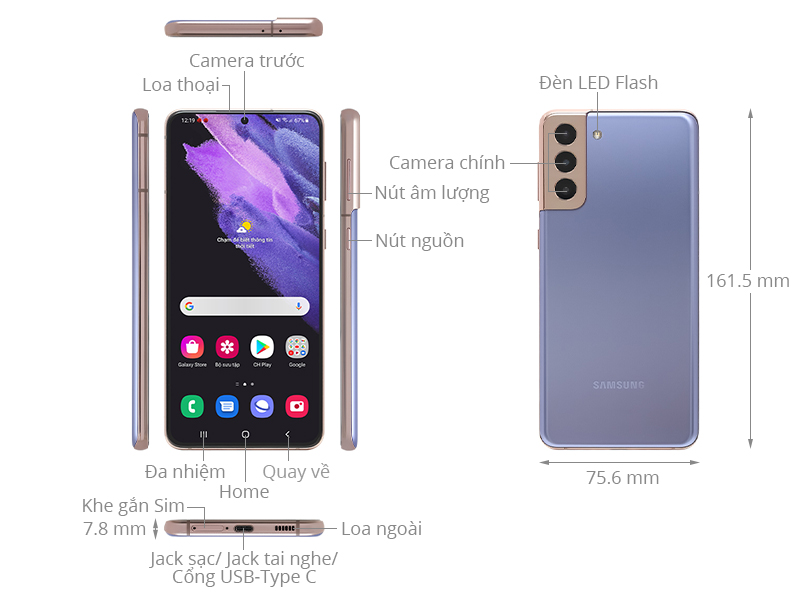 Camera trước
Loa thoại
Đèn LED Flash
12:19
67%
Camera chính
Nút âm lượng
Nút nguồn
Chạm để biết thông tin
thời tiết
161.5 mm
Galaxy Store
Bộ sưu tập
CH Play
Google
SAMSUNG
Đa nhiệm
Quay về
Home
75.6 mm
Khe gắn Sim
7.8 mm
Loa ngoài
Jack sạc/ Jack tai nghe/
Cổng USB-Type C